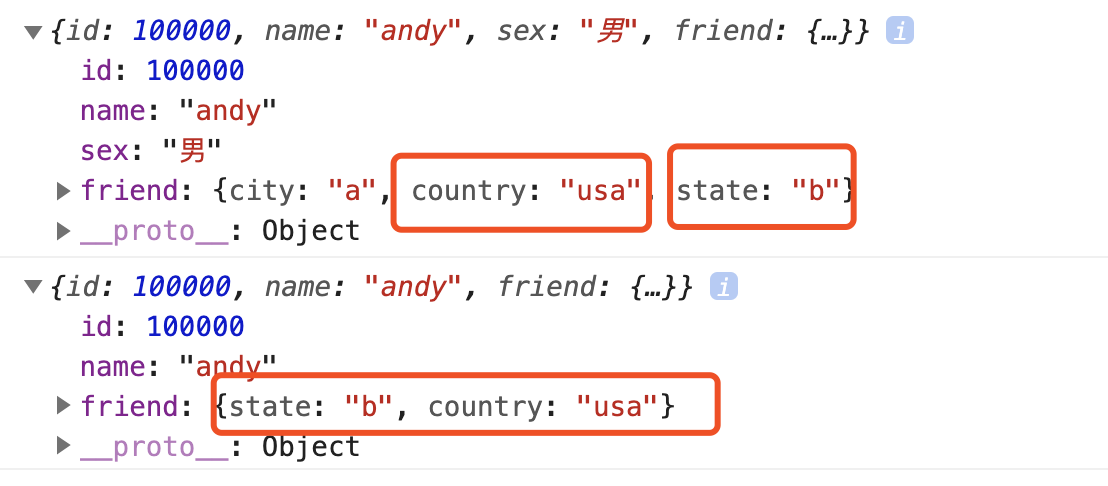 ▼{id: 100000, name: "andy", sex: "男", friend: {…}} i
id: 100000
name: "andy"
sex: "男"
▶friend: {city: "a", country: "usa", state: "b"}
▶__proto__: Object
▼{id: 100000, name: "andy", friend: {…}} i
id: 100000
name: "andy"
▶friend: {state: "b", country: "usa"}
▶__proto__: Object